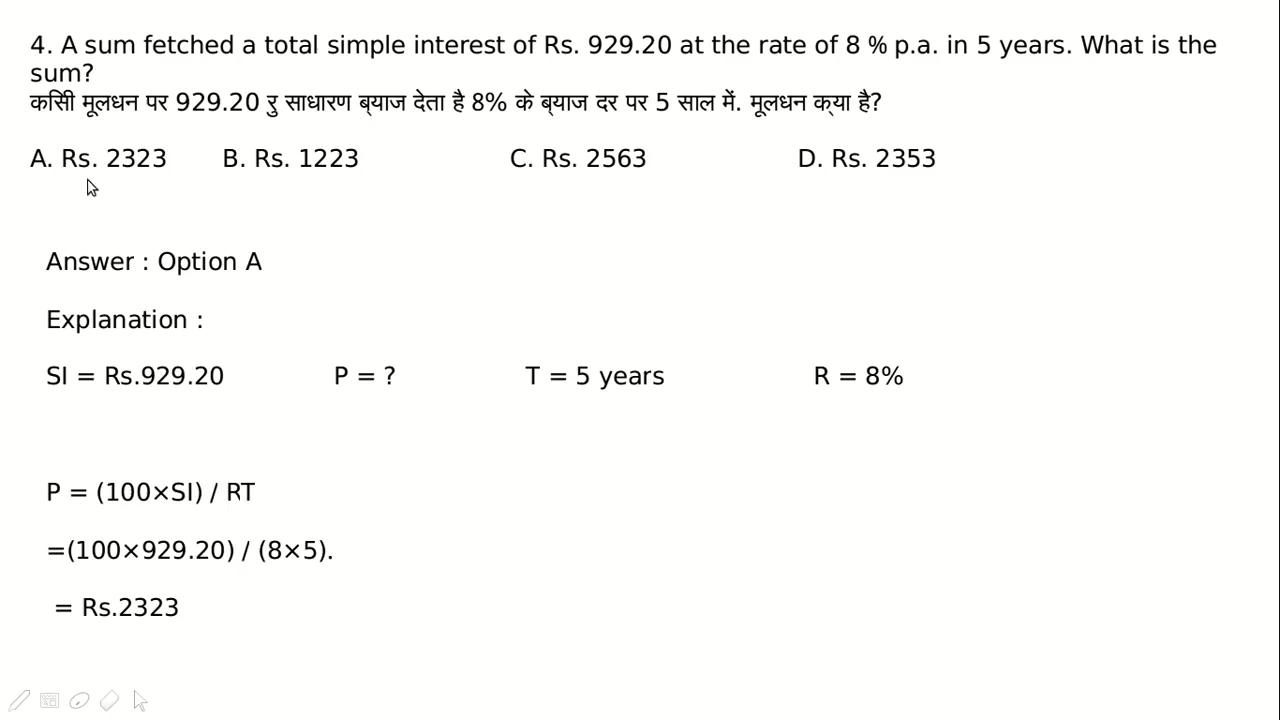 4. A sum fetched a total simple interest of Rs. 929.20 at the rate of 8 % p.a. in 5 years. What is the
sum?
किसी मूलधन पर 929.20 रु साधारण ब्याज देता है 8% के ब्याज दर पर 5 साल में. मूलधन क्या है?
A. Rs. 2323 B. Rs. 1223 C. Rs. 2563 D. Rs. 2353
Answer : Option A
Explanation :
SI = Rs.929.20 P = ? T = 5 years R = 8%
P = (100×SI) / RT
=(100×929.20) / (8×5).
= Rs.2323